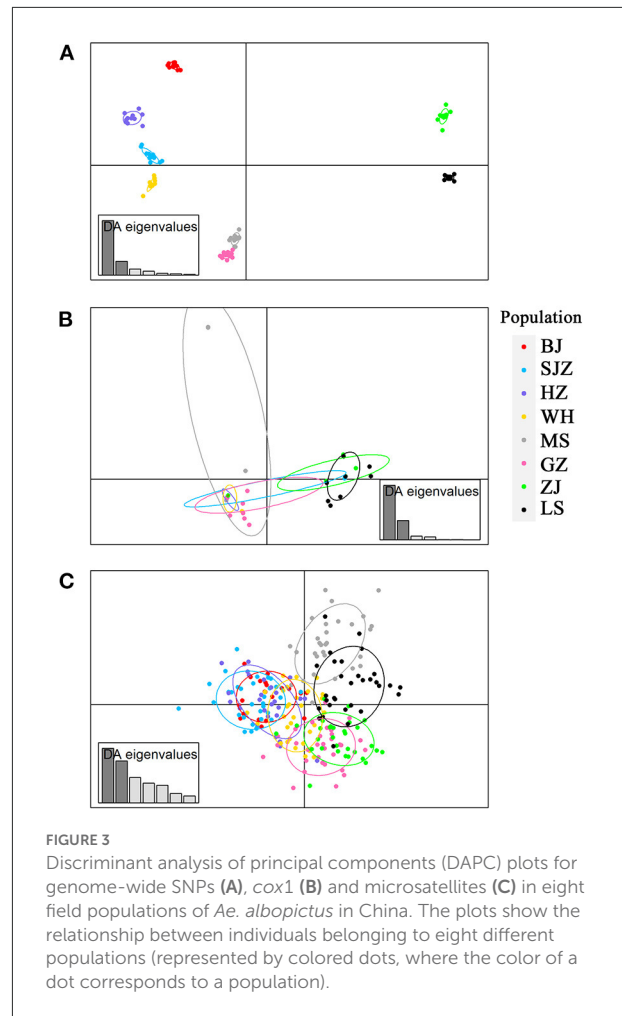 A
DA eigenvalues
B
DA eigenvalues
Population
BJ
SJZ
HZ
WH
MS
GZ
ZJ
LS
C
DA eigenvalues
FIGURE 3
Discriminant analysis of principal components (DAPC) plots for
genome-wide SNPs (A), cox1 (B) and microsatellites (C) in eight
field populations of Ae. albopictus in China. The plots show the
relationship between individuals belonging to eight different
populations (represented by colored dots, where the color of a
dot corresponds to a population).